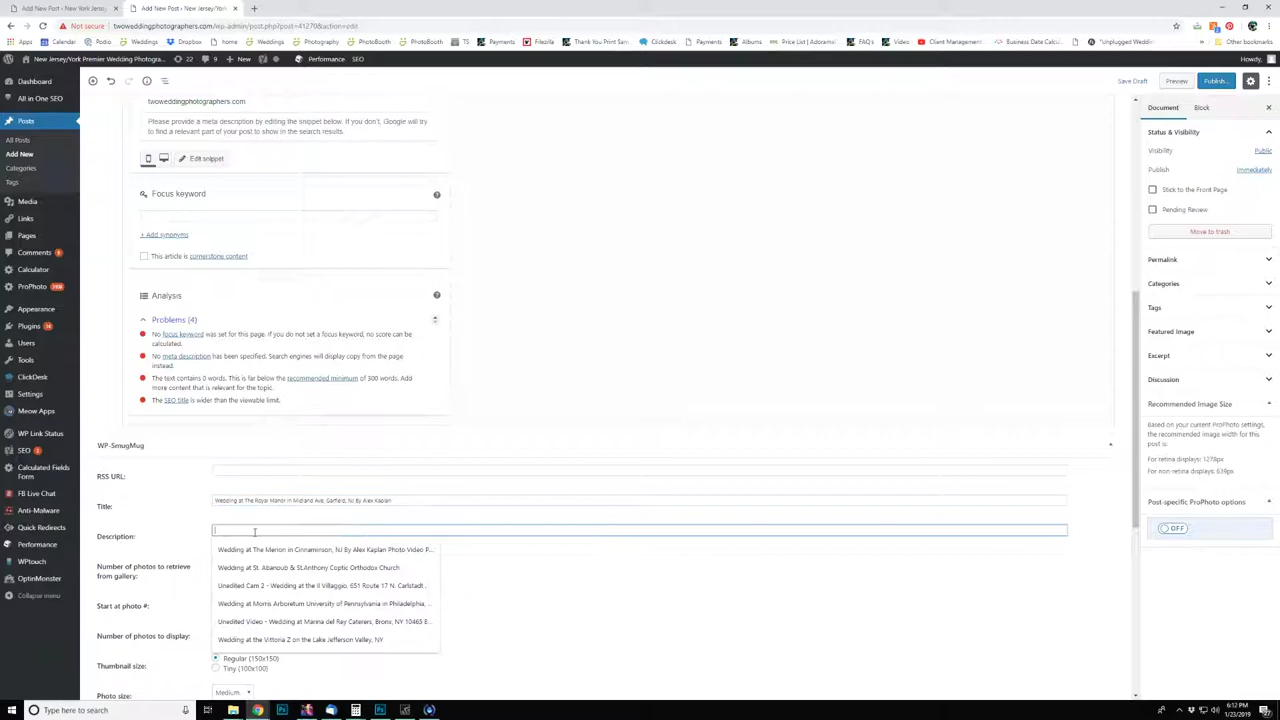 Add New Post ‹ New York Jersey
Add New Post ‹ New Jersey/York
Not secure
twoweddingphotographers.com/wp-admin/post.php?post=41270&action=edit
Apps
Calendar
Podio
Weddings
Dropbox
home
Weddings
Photography
PhotoBooth
PhotoBooth
TS
Payments
Filezilla
Thank You Print Sam
Clickdesk
Payments
Albums
Price List | Adorama
FAQ's
Video
Client Management
Business Date Calcu
*Unplugged Wedding
Other bookmarks
New Jersey/York Premier Wedding Photogra...
22
9
New
Performance
SEO
Howdy,
Dashboard
All in One SEO
Posts
All Posts
Add New
Categories
Tags
Media
Links
Pages
Comments
Calculator
ProPhoto
Appearance
Plugins
Users
Tools
ClickDesk
Settings
Meow Apps
WP Link Status
SEO
Calculated Fields
Form
FB Live Chat
Anti-Malware
Quick Redirects
Performance
WPtouch
OptinMonster
Collapse menu
Save Draft
Preview
Publish...
twoweddingphotographers.com
Please provide a meta description by editing the snippet below. If you don't, Google will try
to find a relevant part of your post to show in the search results.
Edit snippet
Focus keyword
+ Add synonyms
This article is cornerstone content
Analysis
Problems (4)
No focus keyword was set for this page. If you do not set a focus keyword, no score can be
calculated.
No meta description has been specified. Search engines will display copy from the page
instead.
The text contains 0 words. This is far below the recommended minimum of 300 words. Add
more content that is relevant for the topic.
The SEO title is wider than the viewable limit.
WP-SmugMug
RSS URL:
Title:
Wedding at The Royal Manor in Midland Ave, Garfield, NJ By Alex Kaplan
Description:
Wedding at The Merion in Cinnaminson, NJ By Alex Kaplan Photo Video P...
Wedding at St. Abanoub & St.Anthony Coptic Orthodox Church
Unedited Cam 2 - Wedding at the Il Villaggio, 651 Route 17 N. Carlstadt .
Wedding at Morris Arboretum University of Pennsylvania in Philadelphia, ...
Unedited Video - Wedding at Marina del Rey Caterers, Bronx, NY 10465 E...
Wedding at the Vittoria Z on the Lake Jefferson Valley, NY
Number of photos to retrieve
from gallery:
Start at photo #:
Number of photos to display:
Thumbnail size:
Regular (150x150)
Tiny (100x100)
Photo size:
Medium
Document
Block
Status & Visibility
Visibility
Public
Publish
Immediately
Stick to the Front Page
Pending Review
Move to trash
Permalink
Categories
Tags
Featured Image
Excerpt
Discussion
Recommended Image Size
Based on your current ProPhoto settings,
the recommended image width for this
post is:
For retina displays: 1278px
For non-retina displays: 639px
Post-specific ProPhoto options
OFF
Type here to search
6:12 PM
1/23/2019